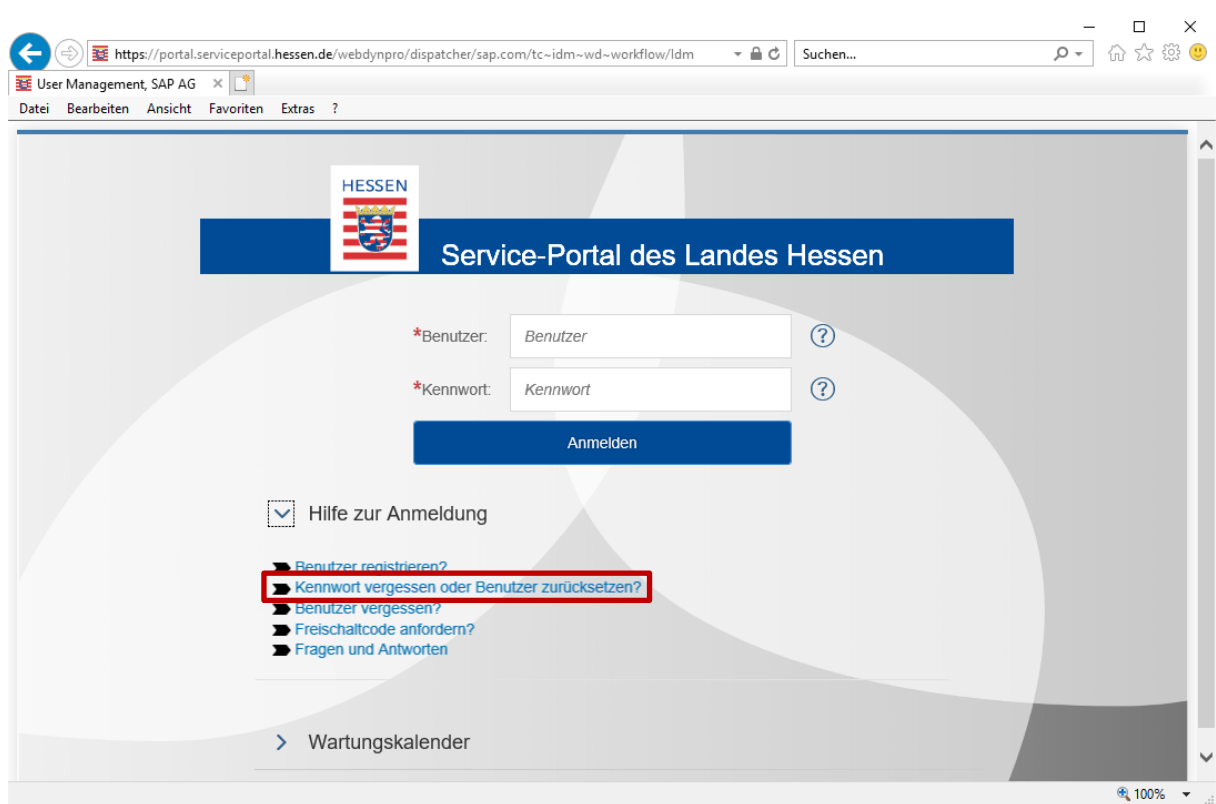 https://portal.serviceportal.hessen.de/webdynpro/dispatcher/sap.com/tc~idm~wd~workflow/Idm
Suchen...
User Management, SAP AG
Datei Bearbeiten Ansicht Favoriten Extras ?
HESSEN
Service-Portal des Landes Hessen
*Benutzer: Benutzer ?
*Kennwort: Kennwort ?
Anmelden
Hilfe zur Anmeldung
Benutzer registrieren?
Kennwort vergessen oder Benutzer zurücksetzen?
Benutzer vergessen?
Freischaltcode anfordern?
Fragen und Antworten
Wartungskalender
100%